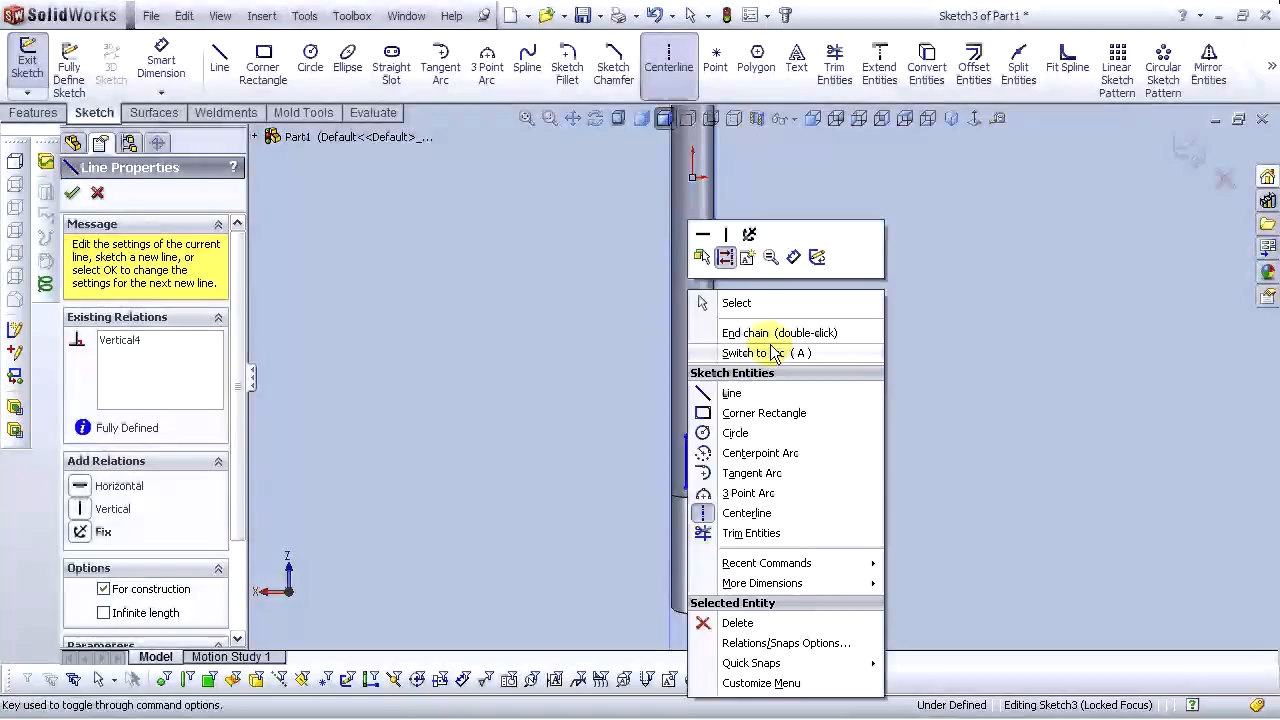 SolidWorks
File Edit View Insert Tools Toolbox Window Help
Sketch3 of Part1 *
Exit Sketch
Fully Define Sketch
3D Sketch
Smart Dimension
Line
Corner Rectangle
Circle
Ellipse
Straight Slot
Tangent Arc
3 Point Arc
Spline
Sketch Fillet
Sketch Chamfer
Centerline
Point
Polygon
Text
Trim Entities
Extend Entities
Convert Entities
Offset Entities
Split Entities
Fit Spline
Linear Sketch Pattern
Circular Sketch Pattern
Mirror Entities
Features Sketch Surfaces Weldments Mold Tools Evaluate
Part1 (Default<<Default>_...
Line Properties ?
Message
Edit the settings of the current
line, sketch a new line, or
select OK to change the
settings for the next new line.
Existing Relations
Vertical4
Fully Defined
Add Relations
Horizontal
Vertical
Fix
Options
For construction
Infinite length
Parameters
Z
X
Select
End chain (double-click)
Switch to ( A )
Sketch Entities
Line
Corner Rectangle
Circle
Centerpoint Arc
Tangent Arc
3 Point Arc
Centerline
Trim Entities
Recent Commands
More Dimensions
Selected Entity
Delete
Relations/Snaps Options...
Quick Snaps
Customize Menu
Model Motion Study 1
Key used to toggle through command options.
Under Defined Editing Sketch3 (Locked Focus)